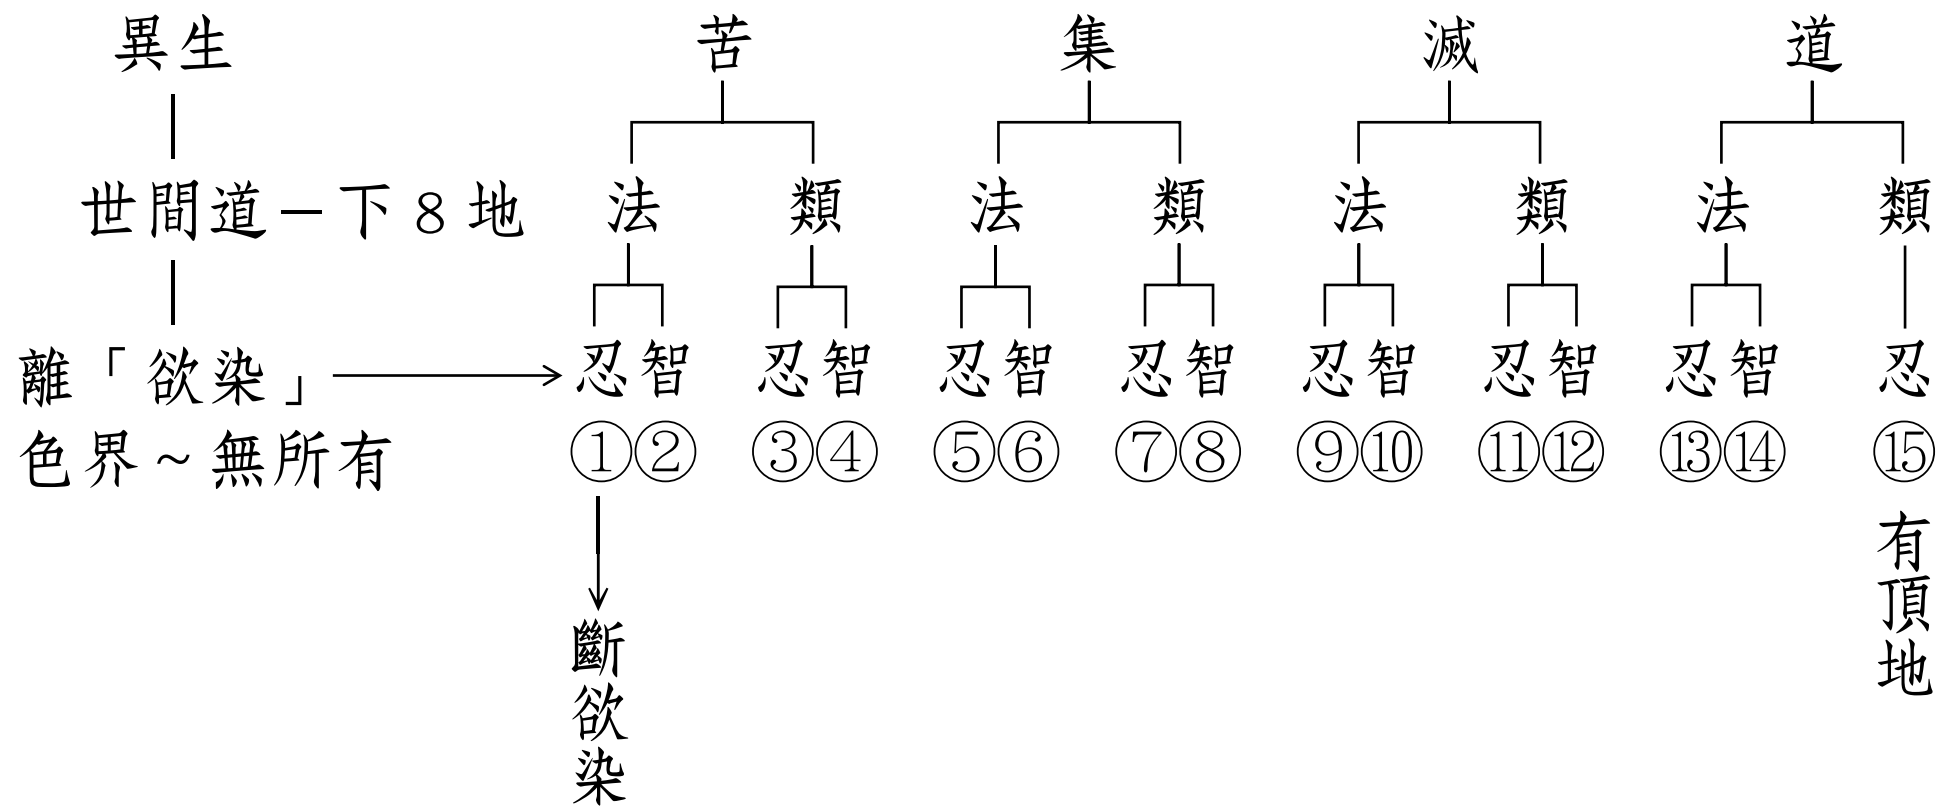 異生 苦 集 滅 道
世間道－下8地 法 類 法 類 法 類 法 類
離「欲染」 忍智 忍智 忍智 忍智 忍智 忍智 忍智 忍
色界～無所有 ①② ③④ ⑤⑥ ⑦⑧ ⑨⑩ ⑪⑫ ⑬⑭ ⑮
斷欲染
有頂地